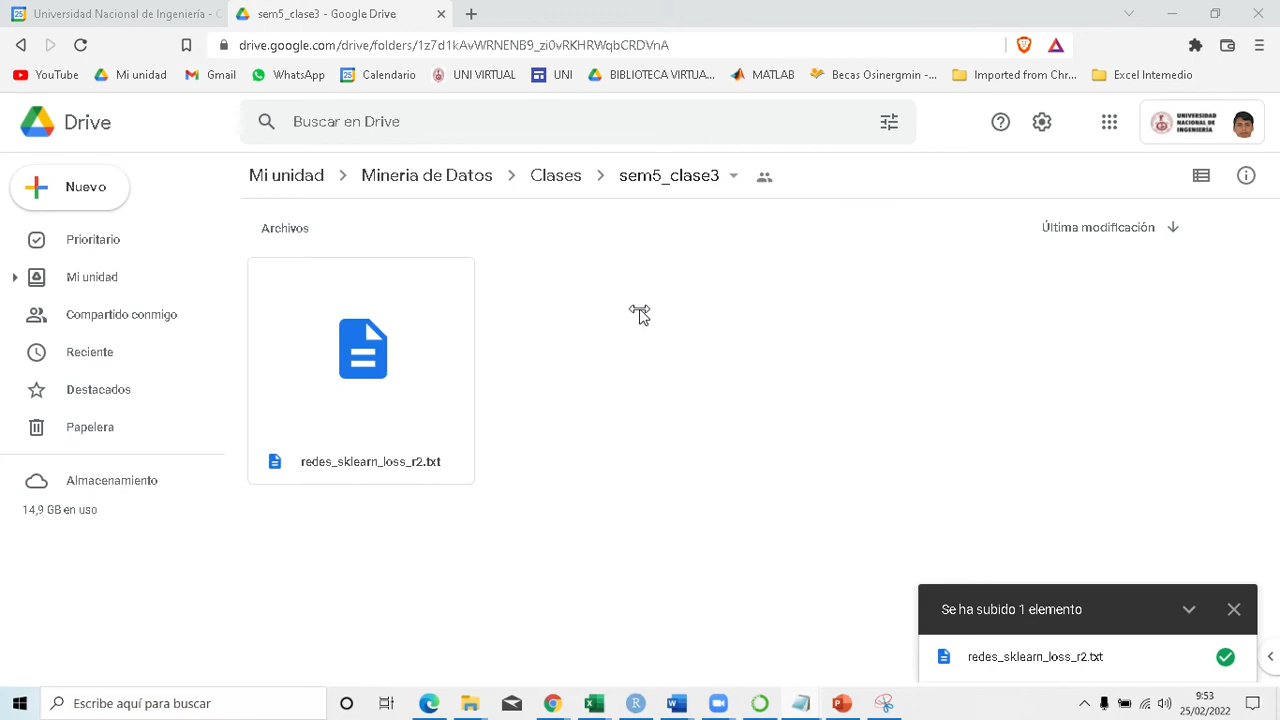 Universidad Nacional de Ingeniería - C
sem5_clase3 - Google Drive
drive.google.com/drive/folders/1z7d1kAvWRNENB9_zi0vRKHRWqbCRDVnA
YouTube
Mi unidad
Gmail
WhatsApp
Calendario
UNI VIRTUAL
UNI
BIBLIOTECA VIRTUA...
MATLAB
Becas Osinergmin -...
Imported from Chr...
Excel Intermedio
Drive
Buscar en Drive
UNIVERSIDAD
NACIONAL DE
INGENIERÍA
Nuevo
Mi unidad > Mineria de Datos > Clases > sem5_clase3
Prioritario
Mi unidad
Compartido conmigo
Reciente
Destacados
Papelera
Almacenamiento
14,9 GB en uso
Archivos
Última modificación
redes_sklearn_loss_r2.txt
Se ha subido 1 elemento
redes_sklearn_loss_r2.txt
Escribe aquí para buscar
9:53
25/02/2022